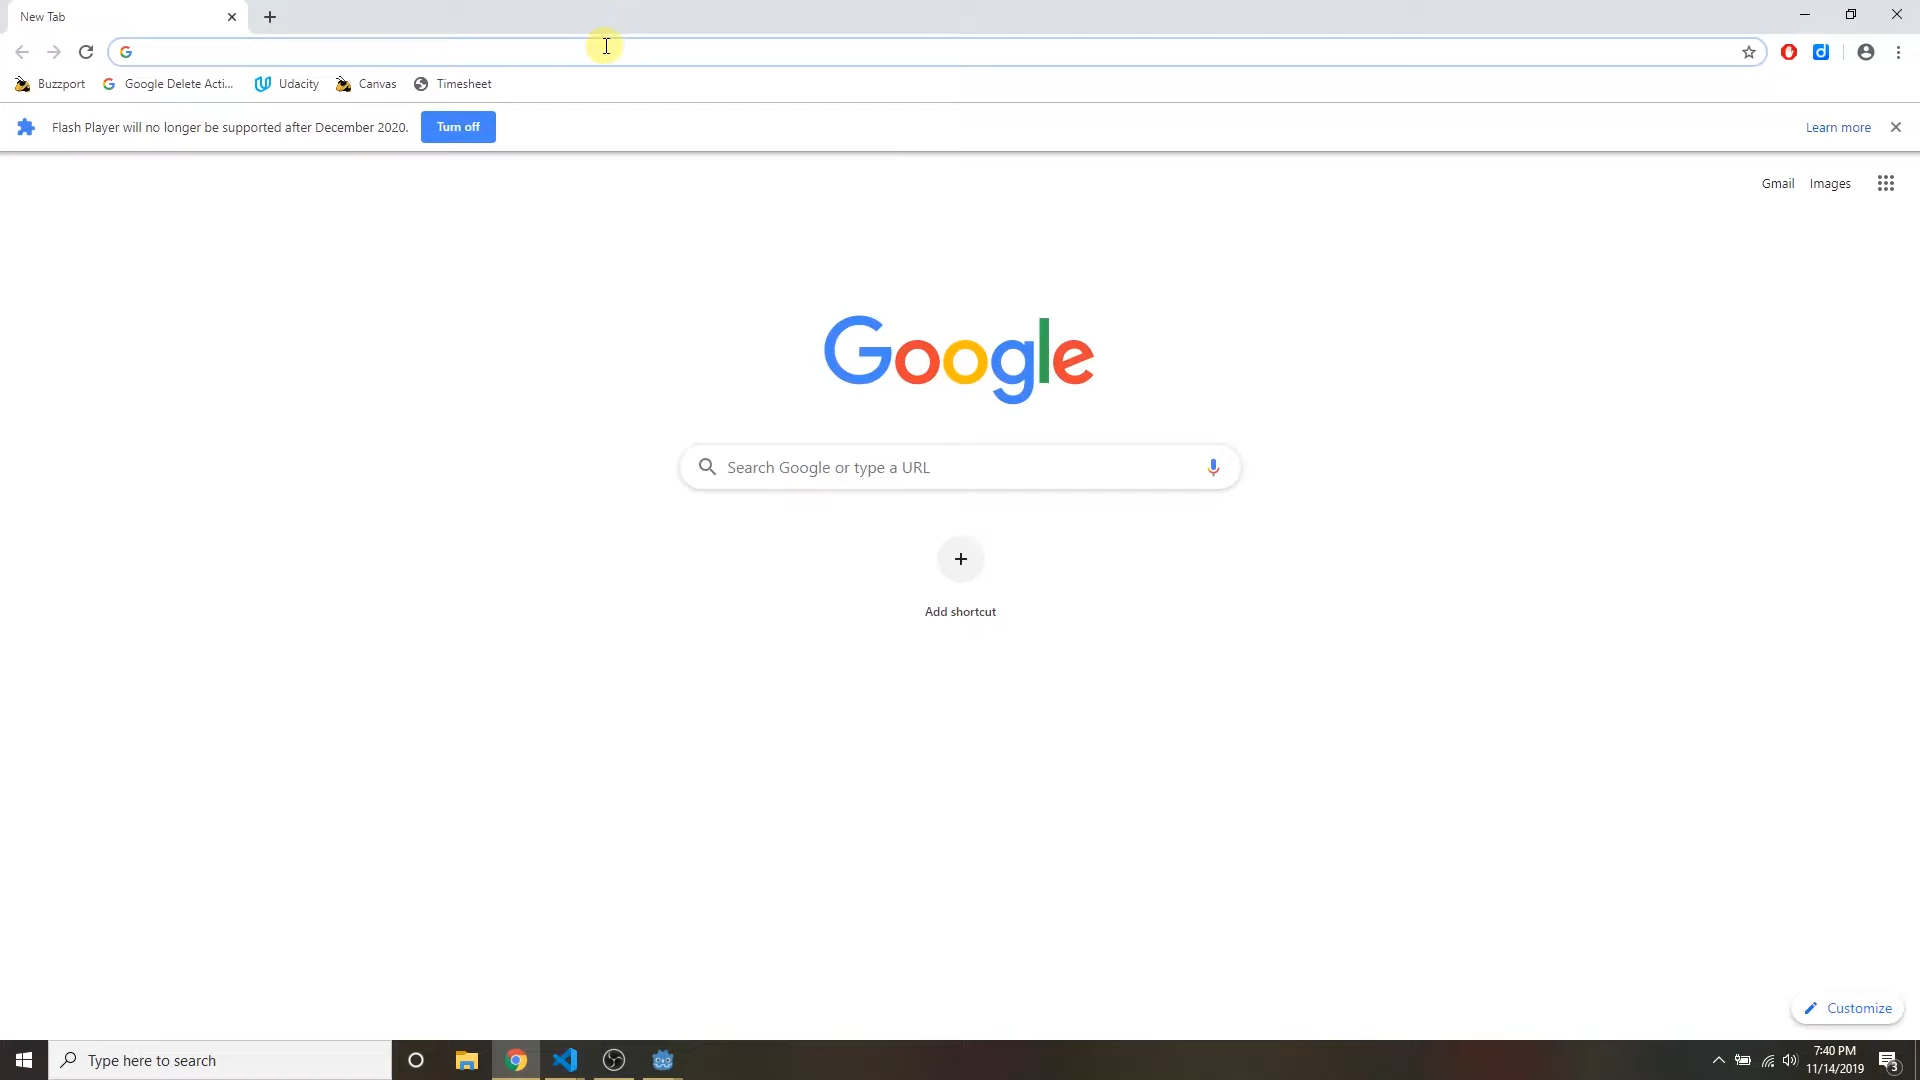 New Tab
Buzzport
Google Delete Acti...
Udacity
Canvas
Timesheet
Flash Player will no longer be supported after December 2020.
Turn off
Learn more
Gmail
Images
Google
Search Google or type a URL
Add shortcut
Customize
Type here to search
7:40 PM
11/14/2019
3